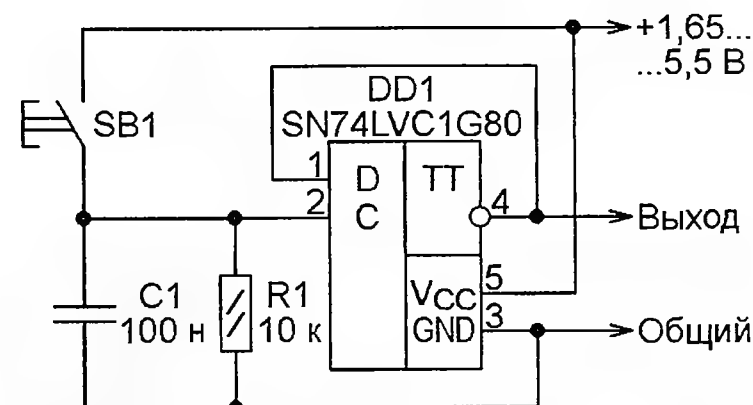 +1,65...
...5,5 В
DD1
SN74LVC1G80
SB1
1
D
TT
2
C
4
Выход
C1
100 н
R1
10 к
VCC
5
GND
3
Общий